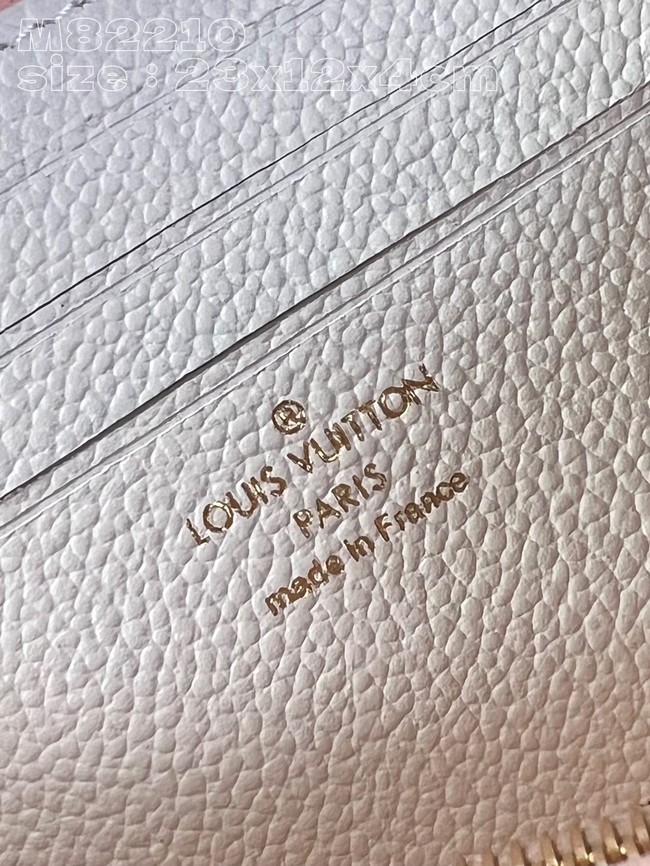 M82210
size : 23x12x4cm
®
LOUIS VUITTON
PARIS
made in France